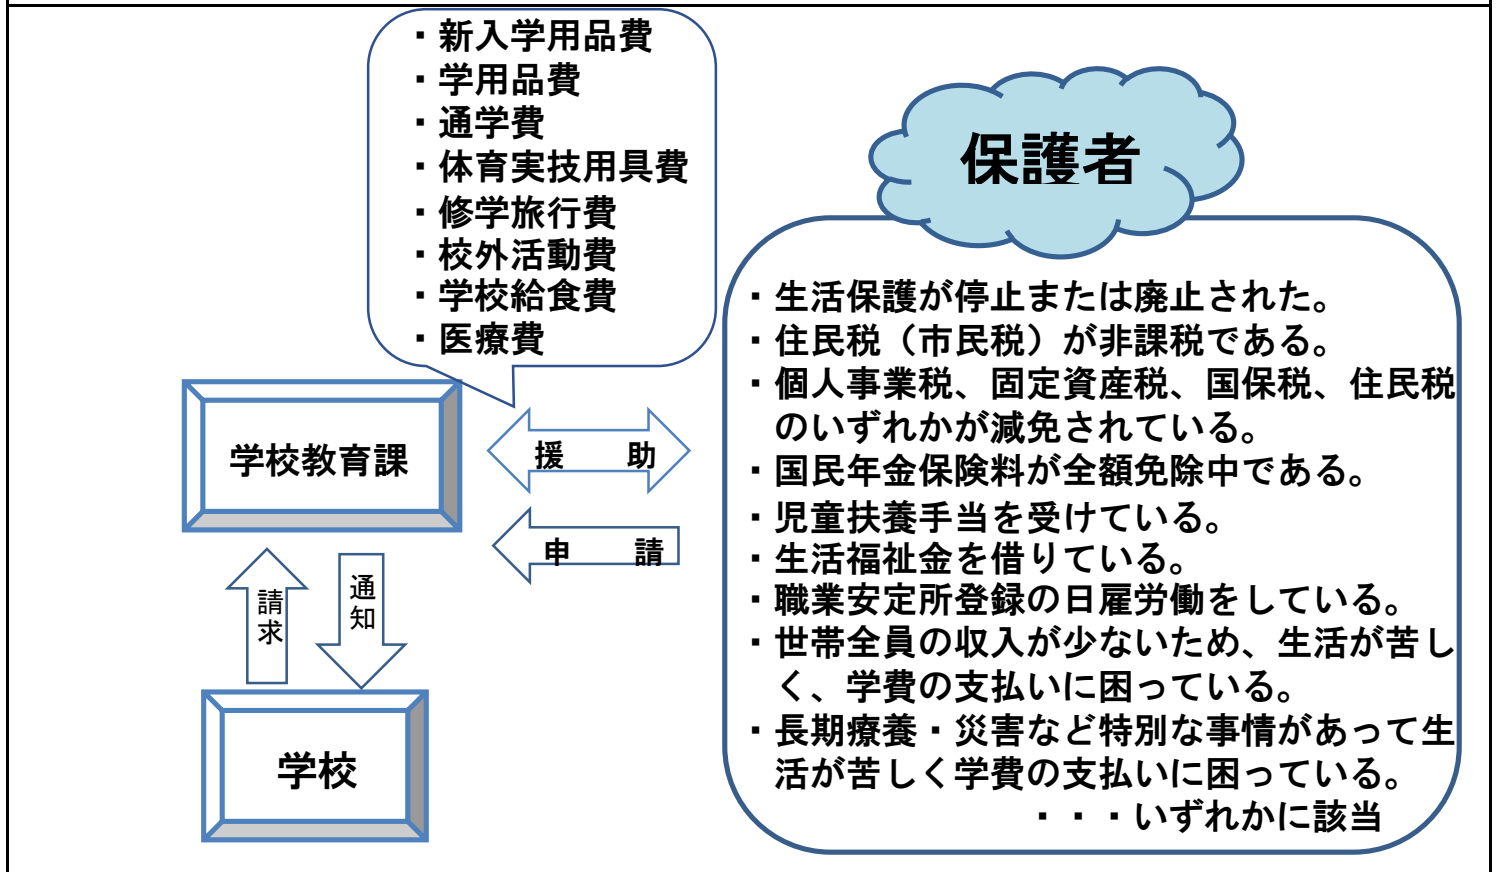 ・新入学用品費
・学用品費
・通学費
・体育実技用具費
・修学旅行費
・校外活動費
・学校給食費
・医療費
保護者
・生活保護が停止または廃止された。
・住民税（市民税）が非課税である。
・個人事業税、固定資産税、国保税、住民税
のいずれかが減免されている。
・国民年金保険料が全額免除中である。
・児童扶養手当を受けている。
・生活福祉金を借りている。
・職業安定所登録の日雇労働をしている。
・世帯全員の収入が少ないため、生活が苦し
く、学費の支払いに困っている。
・長期療養・災害など特別な事情があって生
活が苦しく学費の支払いに困っている。
・・・いずれかに該当
学校教育課
援　助
申　請
請求
通知
学校